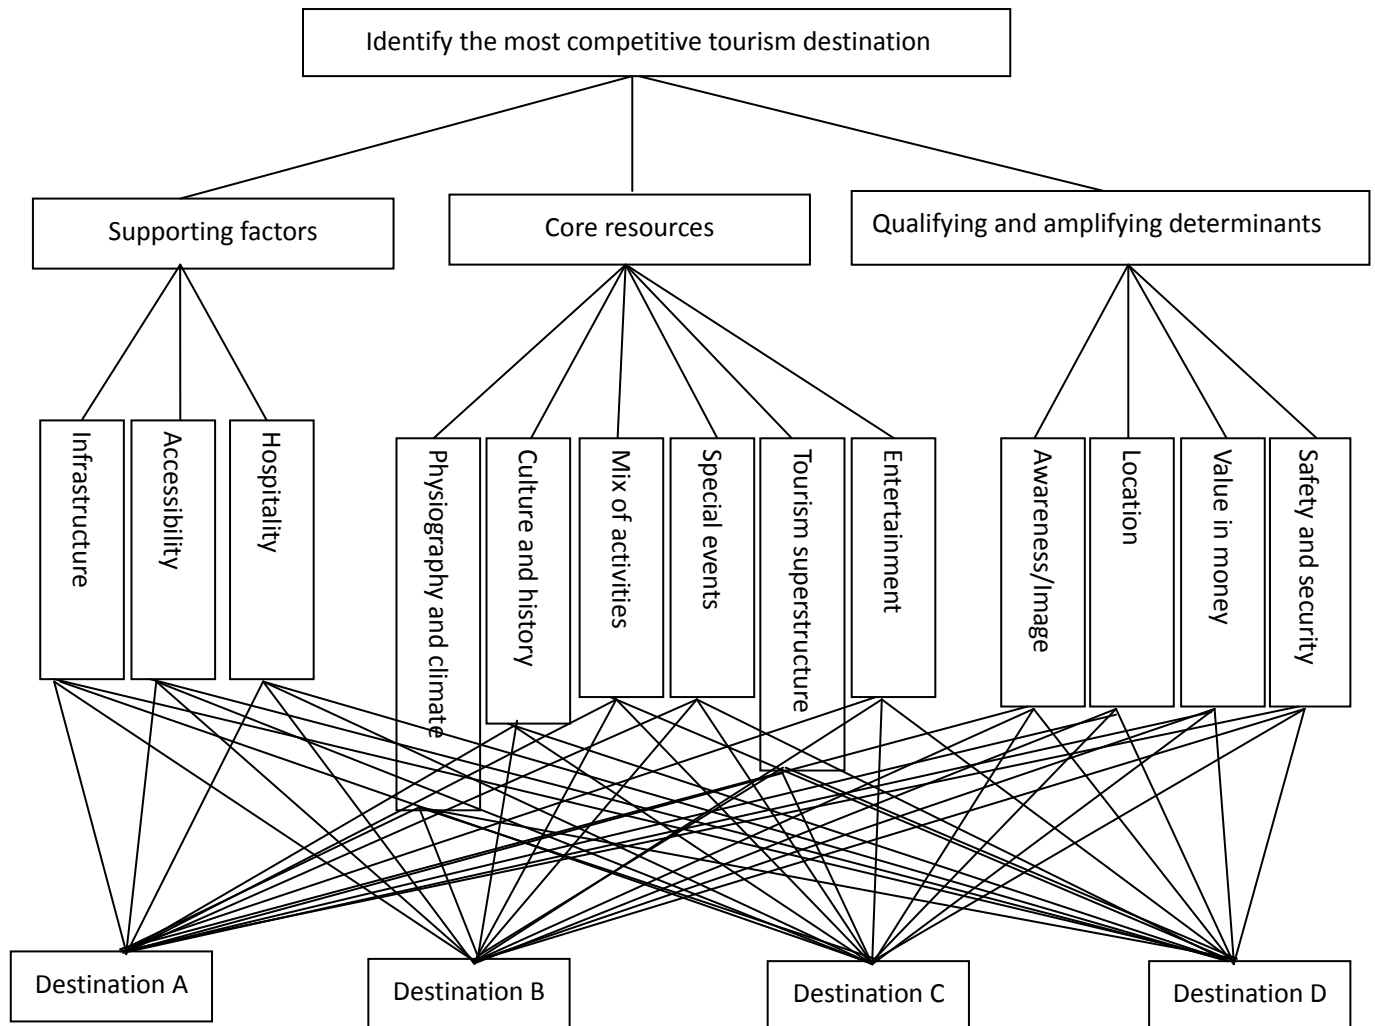 Identify the most competitive tourism destination
Supporting factors
Core resources
Qualifying and amplifying determinants
Infrastructure
Accessibility
Hospitality
Physiography and climate
Culture and history
Mix of activities
Special events
Tourism superstructure
Entertainment
Awareness/Image
Location
Value in money
Safety and security
Destination A
Destination B
Destination C
Destination D